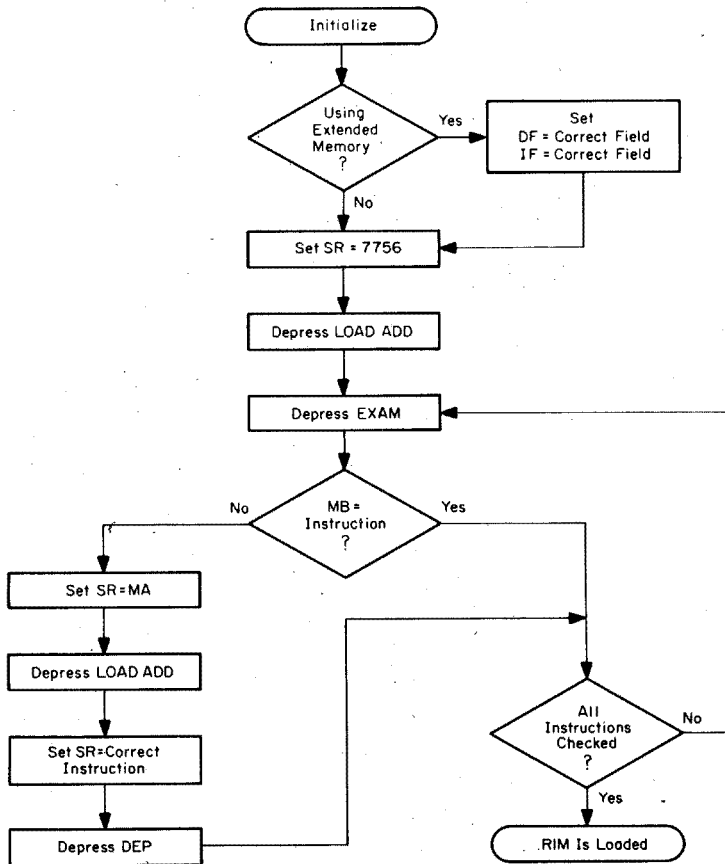 Initialize
Using
Extended
Memory
?
Yes
Set
DF = Correct Field
IF = Correct Field
No
Set SR = 7756
Depress LOAD ADD
Depress EXAM
MB =
Instruction
?
No
Yes
Set SR=MA
Depress LOAD ADD
Set SR=Correct
Instruction
Depress DEP
All
Instructions
Checked
?
No
Yes
RIM Is Loaded